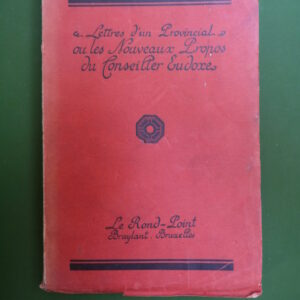 Lettres d'un Provincial
ou les Nouveaux Propos
du Conseiller Eudoxe
Le Rond-Point
Bruylant. Bruxelles